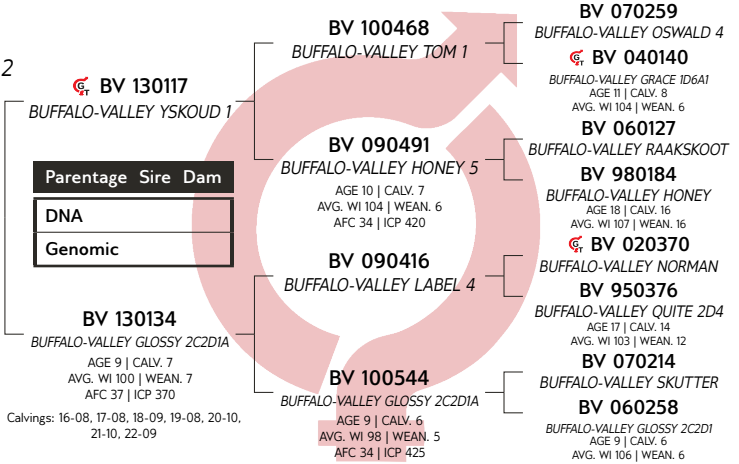 2
BV 130117
BUFFALO-VALLEY YSKOUD 1
Parentage Sire Dam
DNA
Genomic
BV 130134
BUFFALO-VALLEY GLOSSY 2C2D1A
AGE 9 | CALV. 7
AVG. WI 100 | WEAN. 7
AFC 37 | ICP 370
Calvings: 16-08, 17-08, 18-09, 19-08, 20-10,
21-10, 22-09
BV 100468
BUFFALO-VALLEY TOM 1
BV 090491
BUFFALO-VALLEY HONEY 5
AGE 10 | CALV. 7
AVG. WI 104 | WEAN. 6
AFC 34 | ICP 420
BV 090416
BUFFALO-VALLEY LABEL 4
BV 100544
BUFFALO-VALLEY GLOSSY 2C2D1A
AGE 9 | CALV. 6
AVG. WI 98 | WEAN. 5
AFC 34 | ICP 425
BV 070259
BUFFALO-VALLEY OSWALD 4
GT BV 040140
BUFFALO-VALLEY GRACE 1D6A1
AGE 11 | CALV. 8
AVG. WI 104 | WEAN. 6
BV 060127
BUFFALO-VALLEY RAAKSKOOT
BV 980184
BUFFALO-VALLEY HONEY
AGE 18 | CALV. 16
AVG. WI 107 | WEAN. 16
GT BV 020370
BUFFALO-VALLEY NORMAN
BV 950376
BUFFALO-VALLEY QUITE 2D4
AGE 17 | CALV. 14
AVG. WI 103 | WEAN. 12
BV 070214
BUFFALO-VALLEY SKUTTER
BV 060258
BUFFALO-VALLEY GLOSSY 2C2D1
AGE 9 | CALV. 6
AVG. WI 106 | WEAN. 6